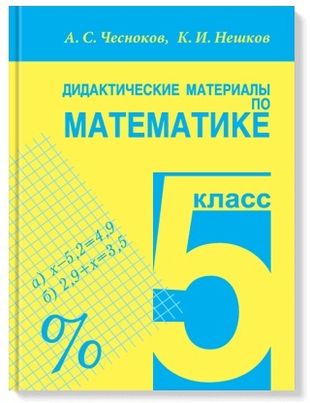 А. С. Чесноков, К. И. Нешков
ДИДАКТИЧЕСКИЕ МАТЕРИАЛЫ
ПО
МАТЕМАТИКЕ
5
класс
а) x–5,2=4,9
б) 2,9+x=3,5
%